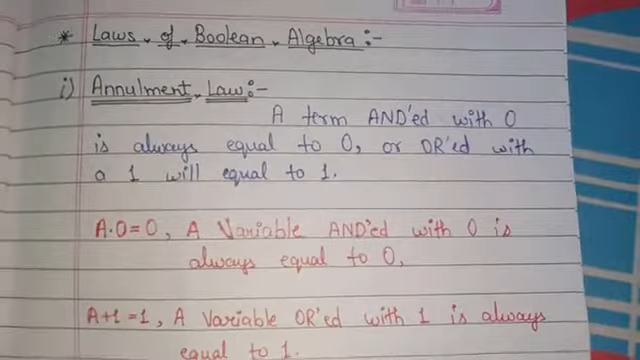 * Laws of Boolean Algebra:-
i) Annulment Law:-
A term AND'ed with 0
is always equal to 0, or OR'ed with
a 1 will equal to 1.
A·0=0, A Variable AND'ed with 0 is
always equal to 0,
A+1=1, A Variable OR'ed with 1 is always
equal to 1.